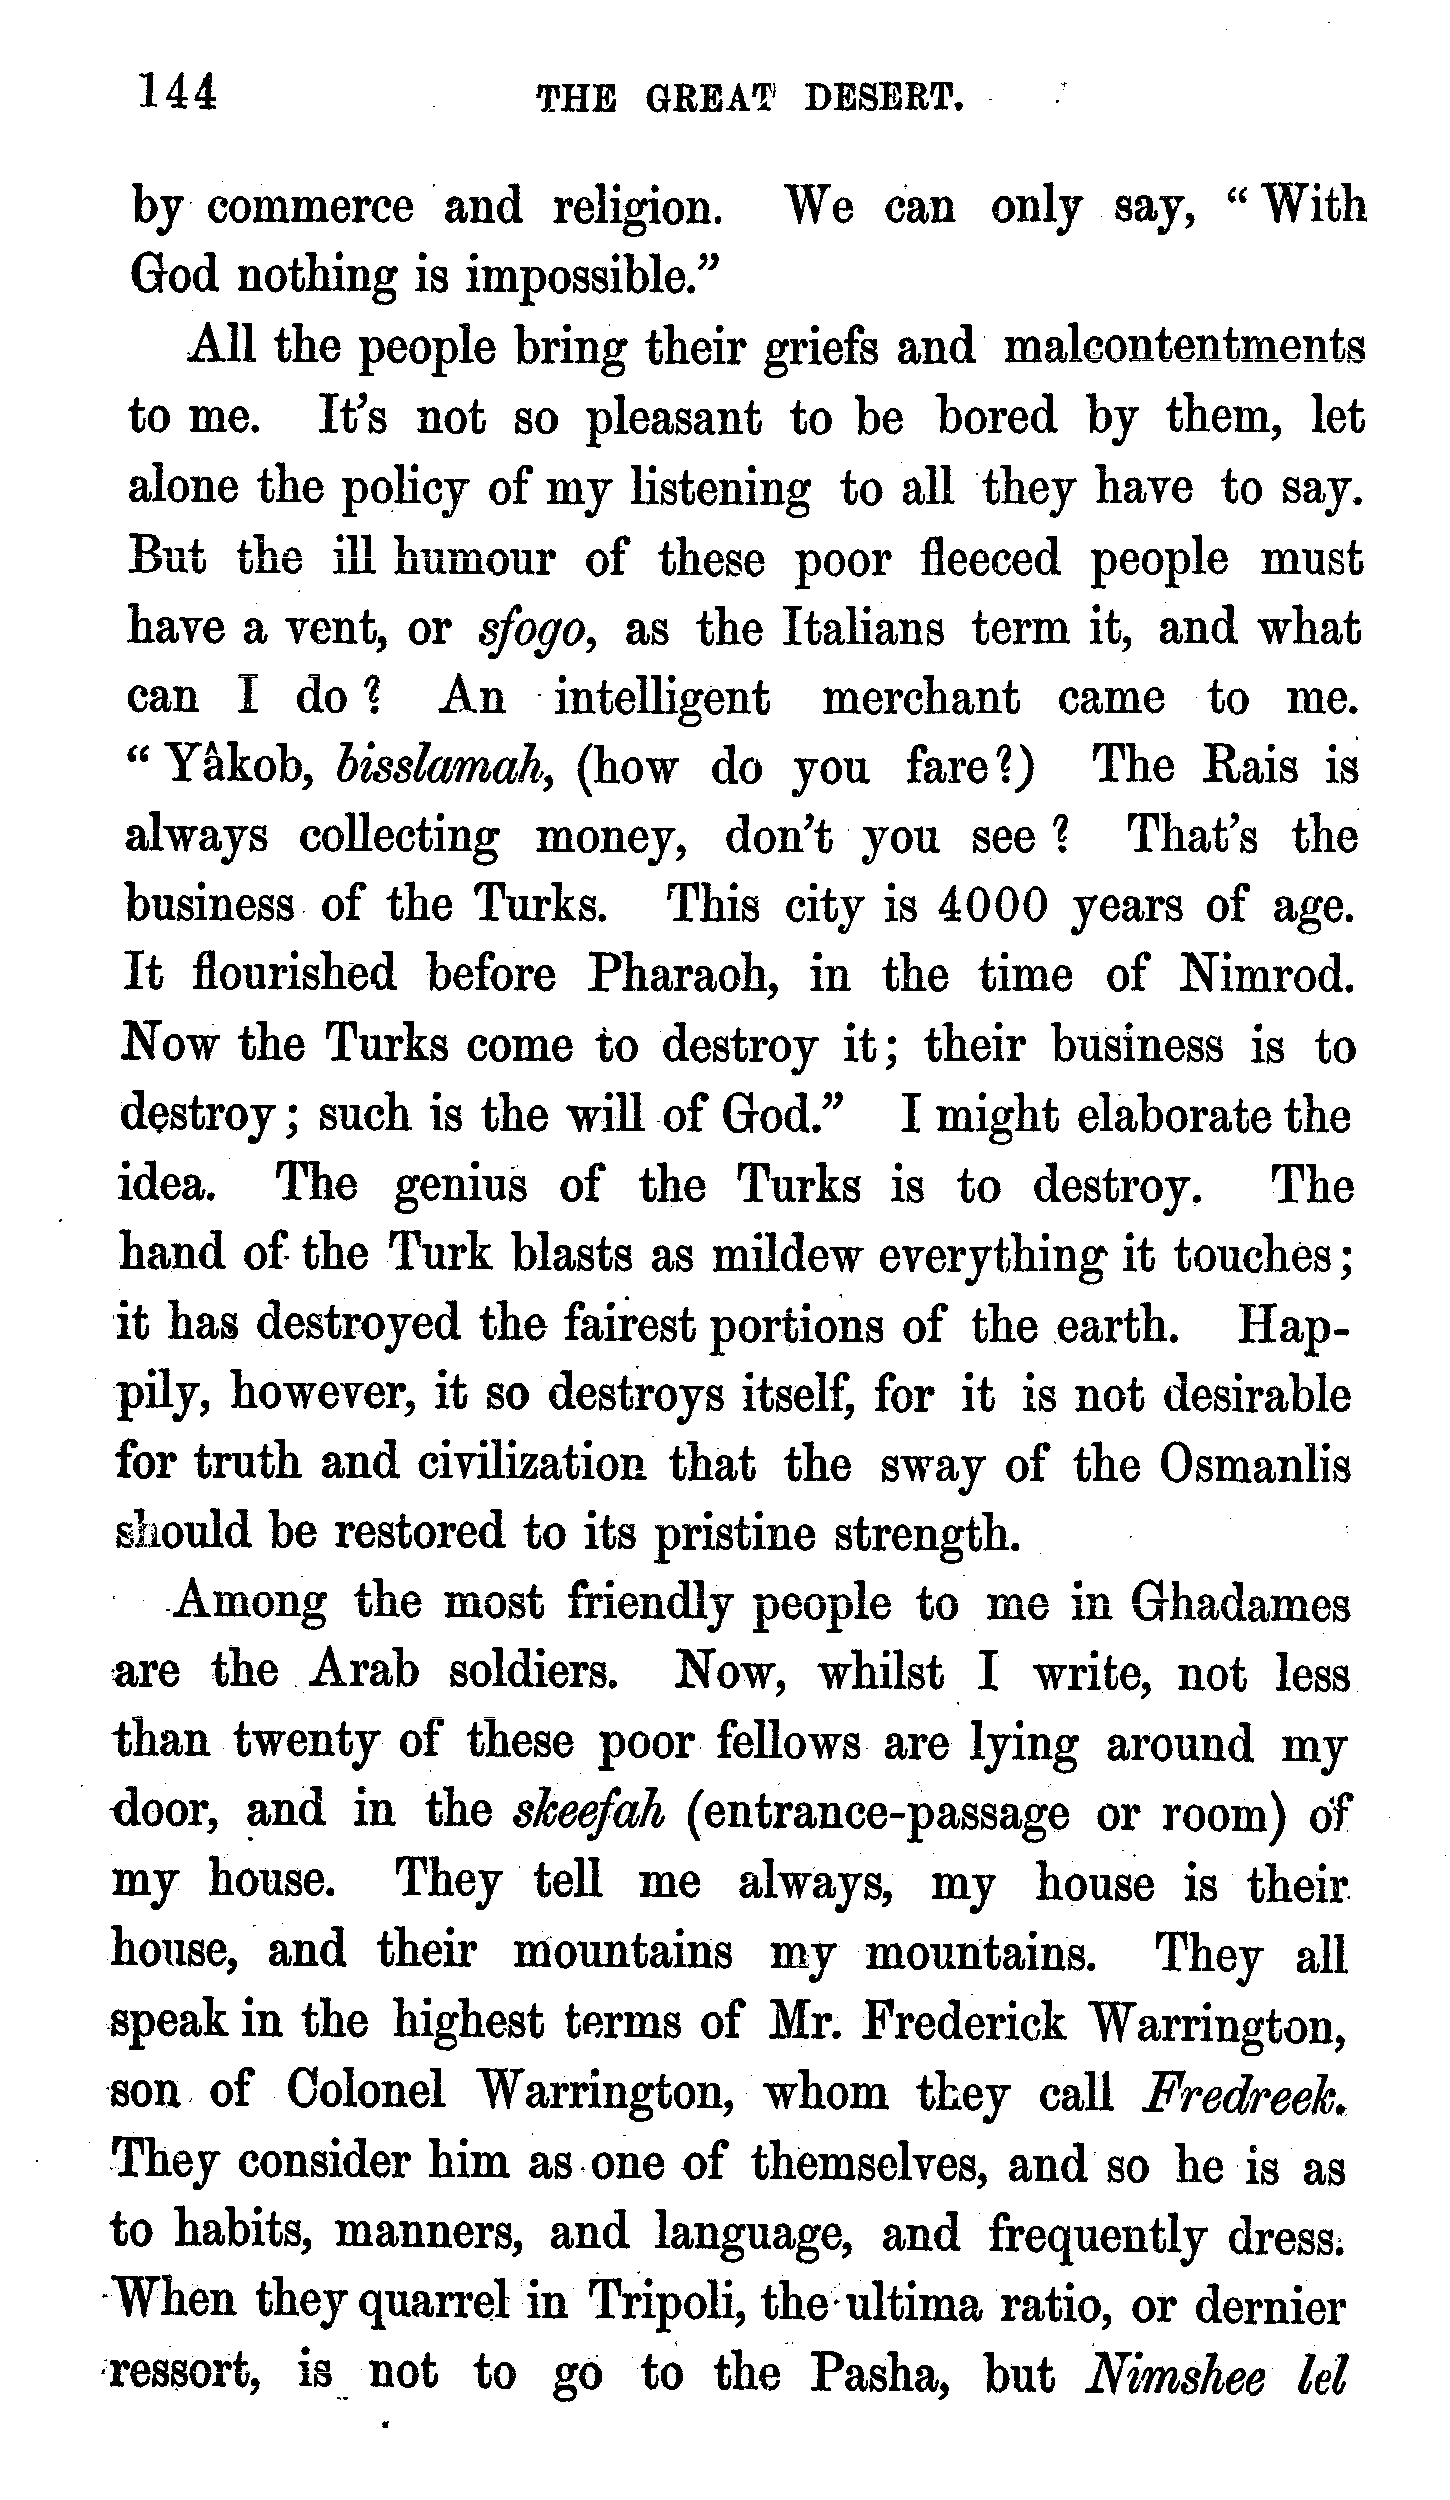 144 THE GREAT DESERT.
by commerce and religion. We can only say, “With
God nothing is impossible.”
All the people bring their griefs and malcontentments
to me. It’s not so pleasant to be bored by them, let
alone the policy of my listening to all they have to say.
But the ill humour of these poor fleeced people must
have a vent, or sfogo, as the Italians term it, and what
can I do? An intelligent merchant came to me.
“Yâkob, bisslamah, (how do you fare?) The Rais is
always collecting money, don’t you see? That’s the
business of the Turks. This city is 4000 years of age.
It flourished before Pharaoh, in the time of Nimrod.
Now the Turks come to destroy it; their business is to
destroy; such is the will of God.” I might elaborate the
idea. The genius of the Turks is to destroy. The
hand of the Turk blasts as mildew everything it touches;
it has destroyed the fairest portions of the earth. Hap-
pily, however, it so destroys itself, for it is not desirable
for truth and civilization that the sway of the Osmanlis
should be restored to its pristine strength.
Among the most friendly people to me in Ghadames
are the Arab soldiers. Now, whilst I write, not less
than twenty of these poor fellows are lying around my
door, and in the skeefah (entrance-passage or room) of
my house. They tell me always, my house is their
house, and their mountains my mountains. They all
speak in the highest terms of Mr. Frederick Warrington,
son of Colonel Warrington, whom they call Fredreek.
They consider him as one of themselves, and so he is as
to habits, manners, and language, and frequently dress.
When they quarrel in Tripoli, the ultima ratio, or dernier
ressort, is not to go to the Pasha, but Nimshee lel